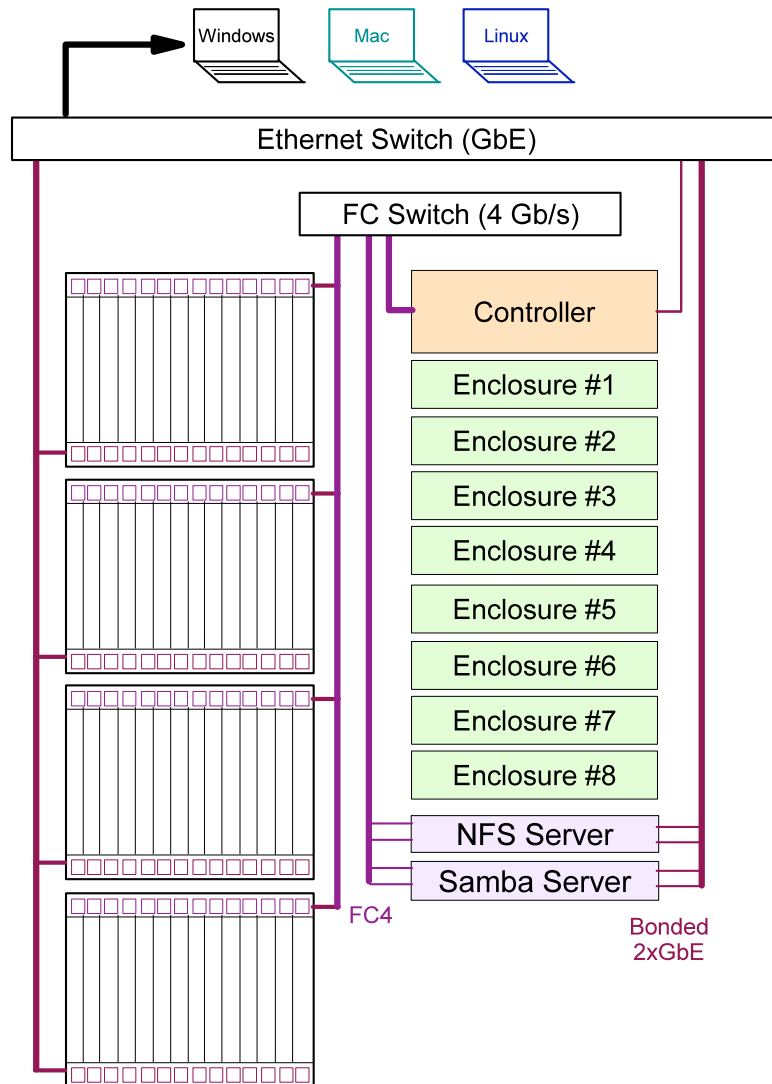 Windows
Mac
Linux
Ethernet Switch (GbE)
FC Switch (4 Gb/s)
Controller
Enclosure #1
Enclosure #2
Enclosure #3
Enclosure #4
Enclosure #5
Enclosure #6
Enclosure #7
Enclosure #8
NFS Server
Samba Server
FC4
Bonded
2xGbE